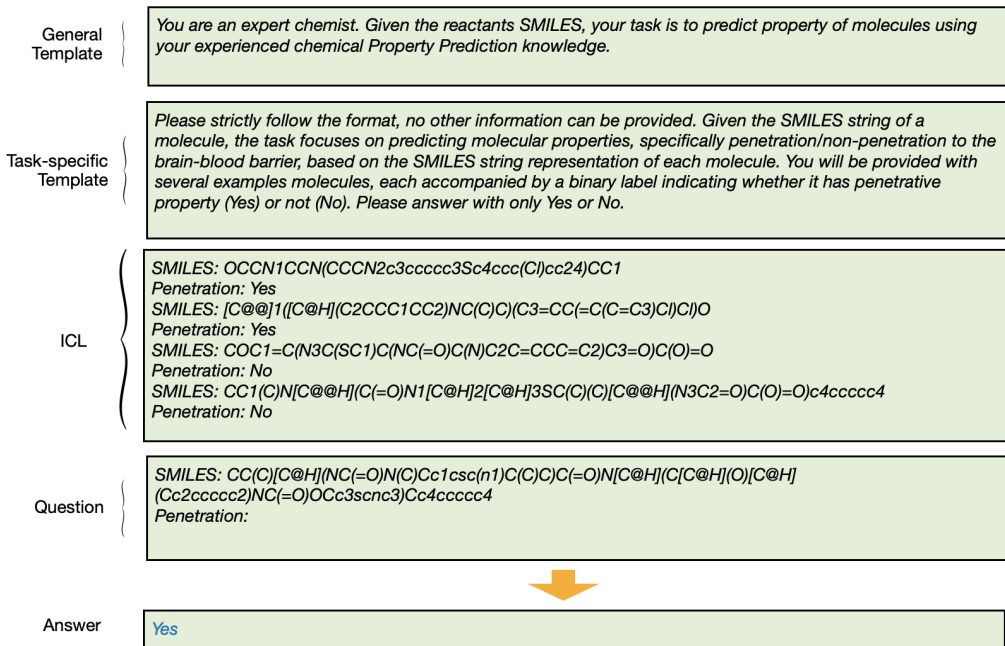 General
Template
You are an expert chemist. Given the reactants SMILES, your task is to predict property of molecules using
your experienced chemical Property Prediction knowledge.
Task-specific
Template
Please strictly follow the format, no other information can be provided. Given the SMILES string of a
molecule, the task focuses on predicting molecular properties, specifically penetration/non-penetration to the
brain-blood barrier, based on the SMILES string representation of each molecule. You will be provided with
several examples molecules, each accompanied by a binary label indicating whether it has penetrative
property (Yes) or not (No). Please answer with only Yes or No.
ICL
SMILES: OCCN1CCN(CCCN2c3ccccc3Sc4ccc(Cl)cc24)CC1
Penetration: Yes
SMILES: [C@@]1([C@H](C2CCC1CC2)NC(C)C)(C3=CC(=C(C=C3)Cl)Cl)O
Penetration: Yes
SMILES: COC1=C(N3C(SC1)C(NC(=O)C(N)C2C=CCC=C2)C3=O)C(O)=O
Penetration: No
SMILES: CC1(C)N[C@@H](C(=O)N1[C@H]2[C@H]3SC(C)(C)[C@@H](N3C2=O)C(O)=O)c4ccccc4
Penetration: No
Question
SMILES: CC(C)[C@H](NC(=O)N(C)Cc1csc(n1)C(C)C)C(=O)N[C@H](C[C@H](O)[C@H]
(Cc2ccccc2)NC(=O)OCc3scnc3)Cc4ccccc4
Penetration:
Answer
Yes